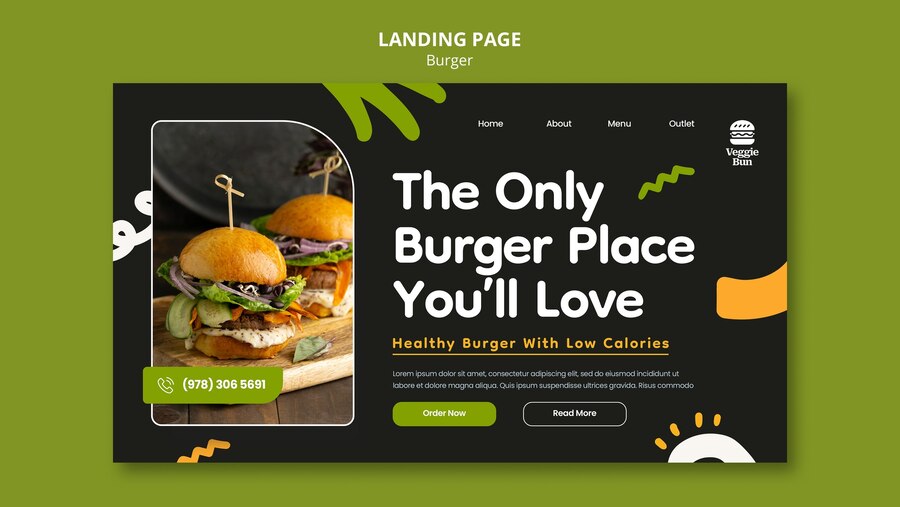 LANDING PAGE
Burger
Home About Menu Outlet
Veggie
Bun
The Only
Burger Place
You'll Love
Healthy Burger With Low Calories
Lorem ipsum dolor sit amet, consectetur adipiscing elit, sed do eiusmod incididunt ut
labore et dolore magna aliqua. Quis ipsum suspendisse ultrices gravida. Risus commodo
(978) 306 5691
Order Now Read More